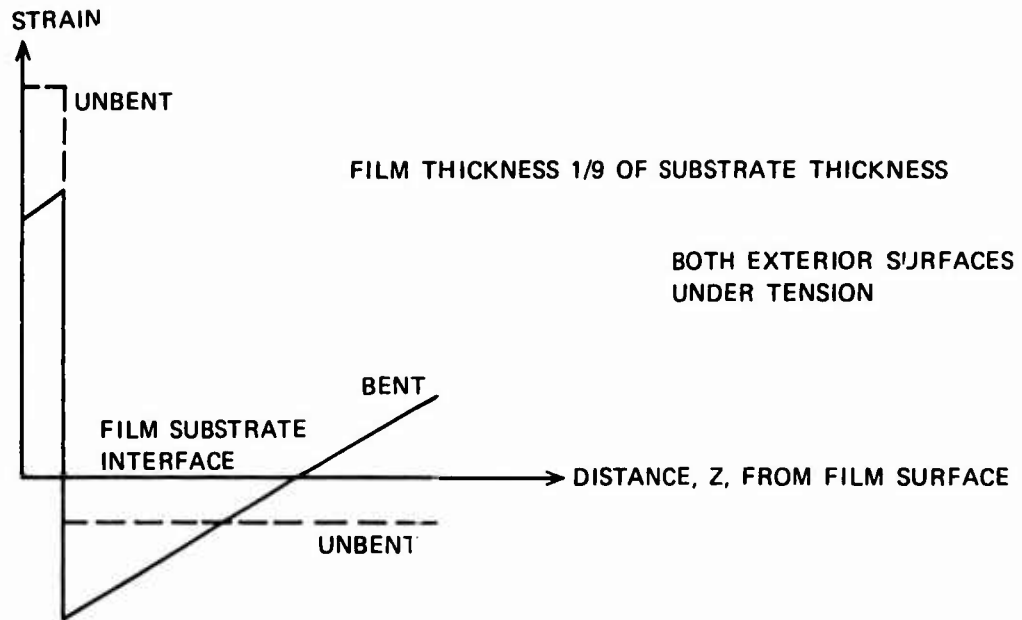 STRAIN
UNBENT
FILM THICKNESS 1/9 OF SUBSTRATE THICKNESS
BOTH EXTERIOR SURFACES
UNDER TENSION
BENT
FILM SUBSTRATE
INTERFACE
DISTANCE, Z, FROM FILM SURFACE
UNBENT